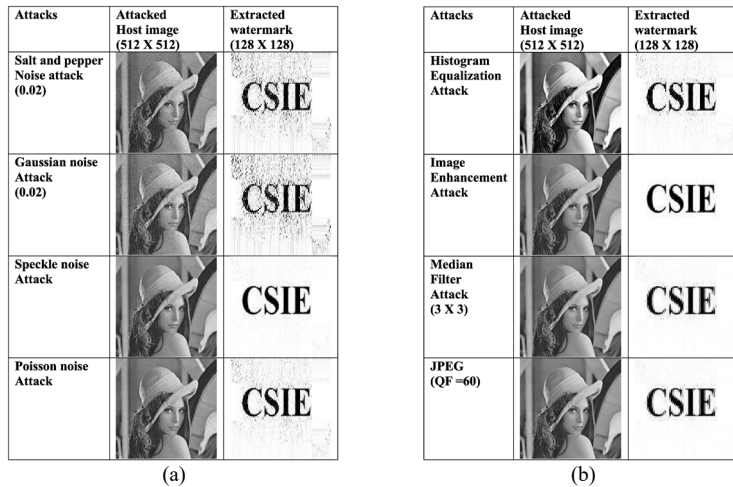 Attacks
Attacked
Host image
(512 X 512)
Extracted
watermark
(128 X 128)
Salt and pepper
Noise attack
(0.02)
CSIE
Gaussian noise
Attack
(0.02)
CSIE
Speckle noise
Attack
CSIE
Poisson noise
Attack
CSIE
(a)
Attacks
Attacked
Host image
(512 X 512)
Extracted
watermark
(128 X 128)
Histogram
Equalization
Attack
CSIE
Image
Enhancement
Attack
CSIE
Median
Filter
Attack
(3 X 3)
CSIE
JPEG
(QF =60)
CSIE
(b)